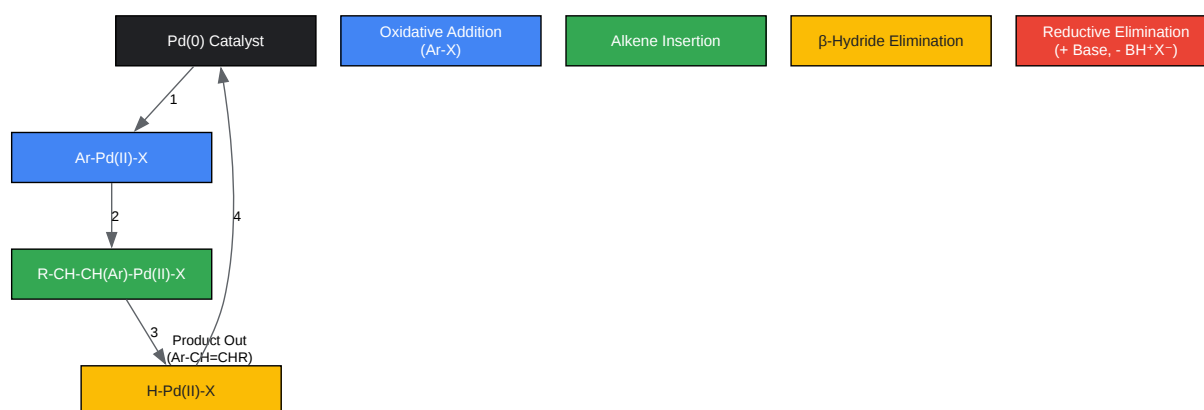 Pd(0) Catalyst
Oxidative Addition
(Ar-X)
Alkene Insertion
β-Hydride Elimination
Reductive Elimination
(+ Base, - BH⁺X⁻)
1
Ar-Pd(II)-X
2
4
R-CH-CH(Ar)-Pd(II)-X
3
Product Out
(Ar-CH=CHR)
H-Pd(II)-X